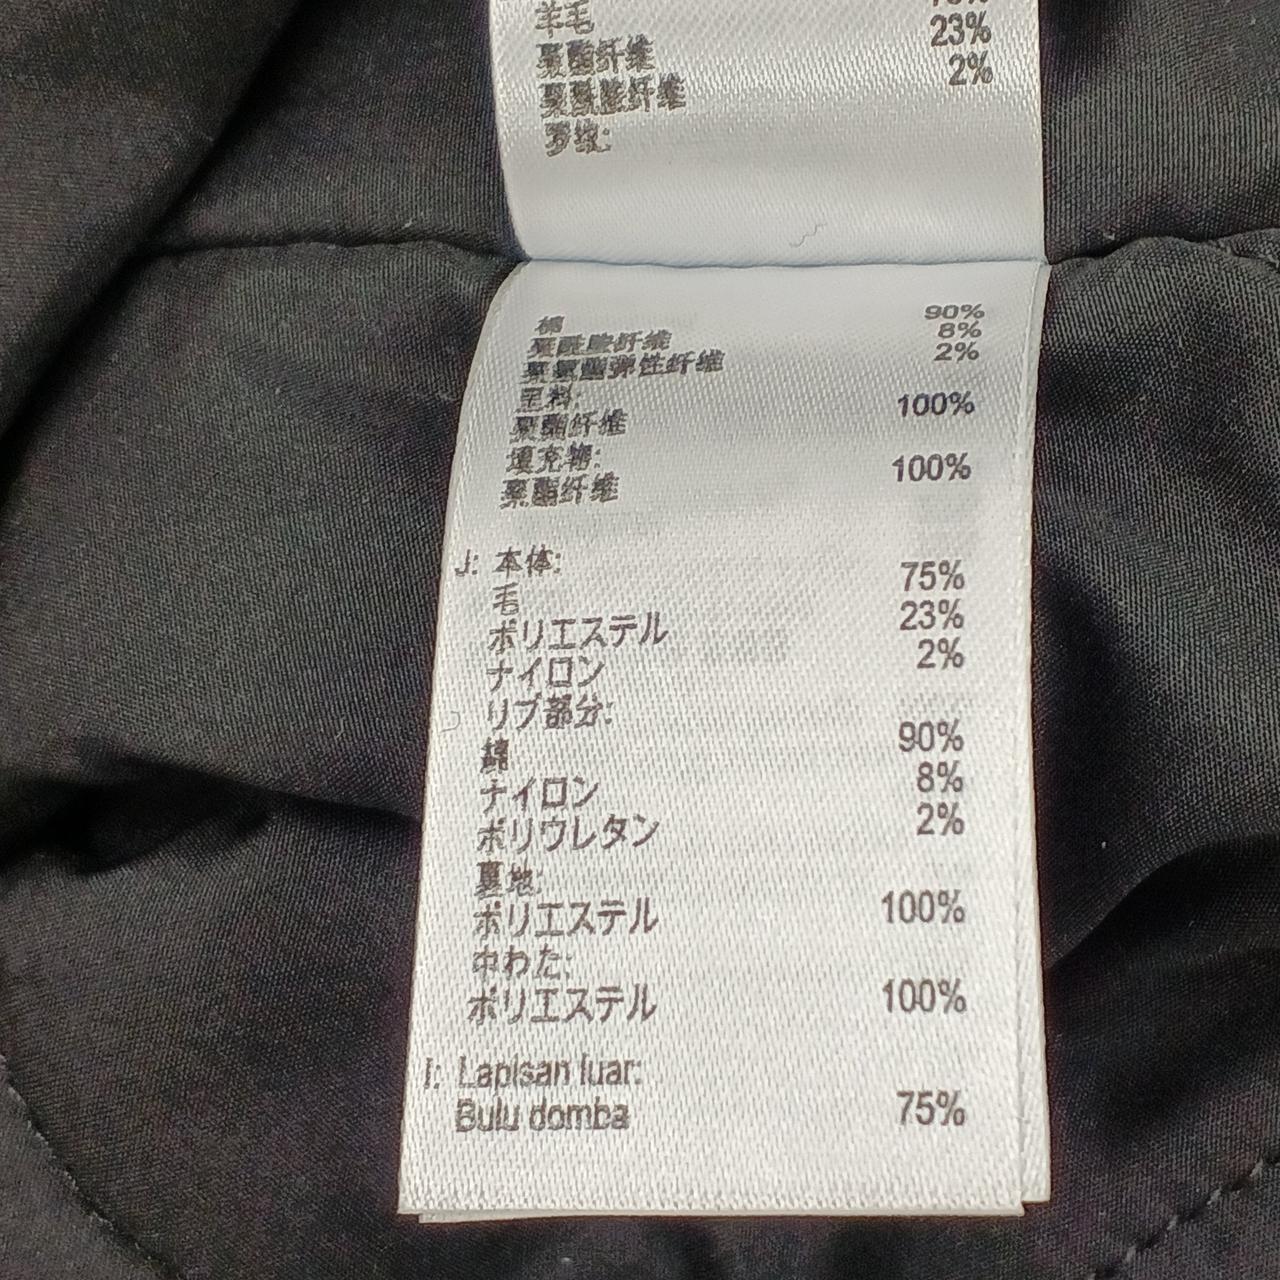 羊毛
聚酯纤维 23%
聚酰胺纤维 2%
罗纹:
棉 90%
聚酰胺纤维 8%
聚氨酯弹性纤维 2%
里料:
聚酯纤维 100%
填充物:
聚酯纤维 100%
J: 本体:
毛 75%
ポリエステル 23%
ナイロン 2%
リブ部分:
綿 90%
ナイロン 8%
ポリウレタン 2%
裏地:
ポリエステル 100%
中わた:
ポリエステル 100%
I: Lapisan luar:
Bulu domba 75%